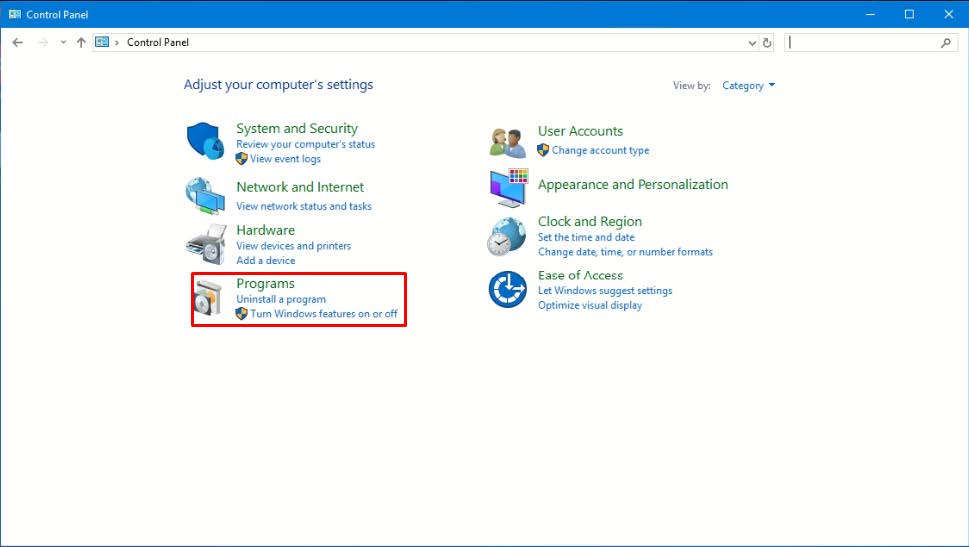 Control Panel
Control Panel
Adjust your computer's settings
View by: Category
System and Security
Review your computer's status
View event logs
Network and Internet
View network status and tasks
Hardware
View devices and printers
Add a device
Programs
Uninstall a program
Turn Windows features on or off
User Accounts
Change account type
Appearance and Personalization
Clock and Region
Set the time and date
Change date, time, or number formats
Ease of Access
Let Windows suggest settings
Optimize visual display